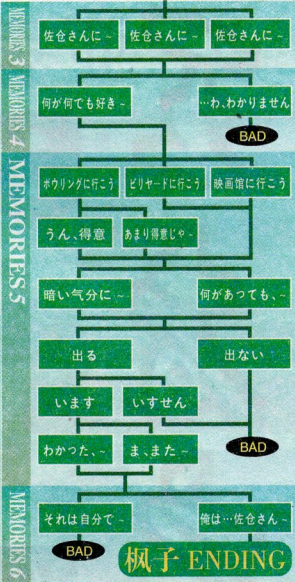 MEMORIES 3
佐倉さんに~
佐倉さんに~
佐倉さんに~
MEMORIES 4
何が何でも好き~
…わ、わかりません
BAD
MEMORIES 5
ボウリングに行こう
ビリヤードに行こう
映画館に行こう
うん、得意
あまり得意じゃ~
暗い気分に~
何があっても、~
出る
出ない
います
いすせん
わかった、~
ま、また~
BAD
MEMORIES 6
それは自分で~
俺は…佐倉さん~
BAD
枫子 ENDING